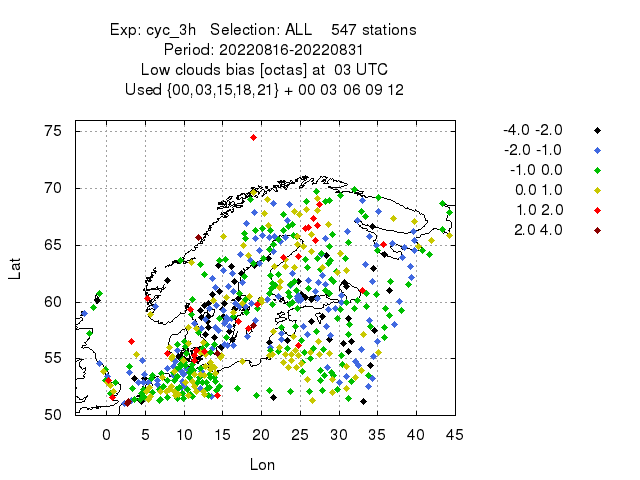 Exp: cyc_3h   Selection: ALL    547 stations
Period: 20220816-20220831
Low clouds bias [octas] at  03 UTC
Used {00,03,15,18,21} + 00 03 06 09 12
-4.0 -2.0
-2.0 -1.0
-1.0 0.0
0.0 1.0
1.0 2.0
2.0 4.0
75
70
65
60
55
50
Lat
0 5 10 15 20 25 30 35 40 45
Lon